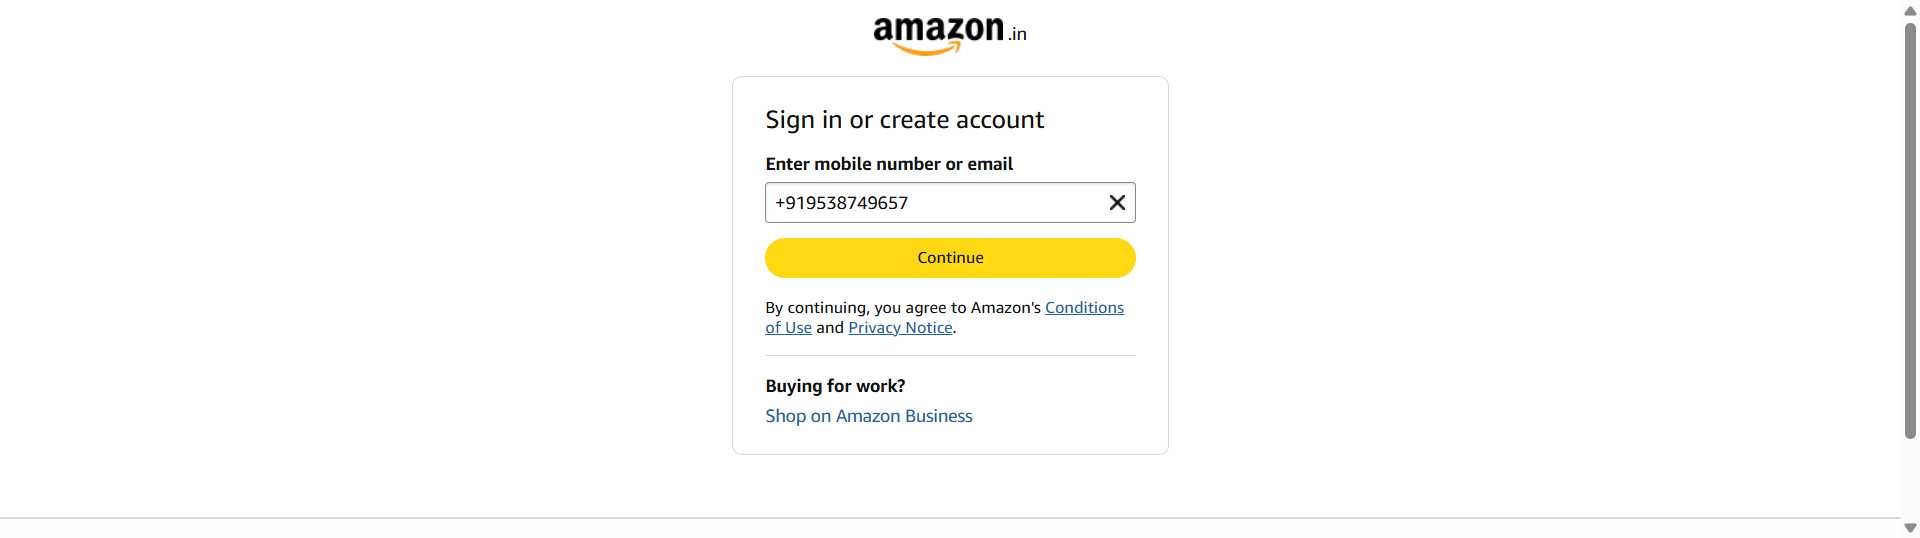 amazon.in
Sign in or create account
Enter mobile number or email
+919538749657
Continue
By continuing, you agree to Amazon's Conditions
of Use and Privacy Notice.
Buying for work?
Shop on Amazon Business